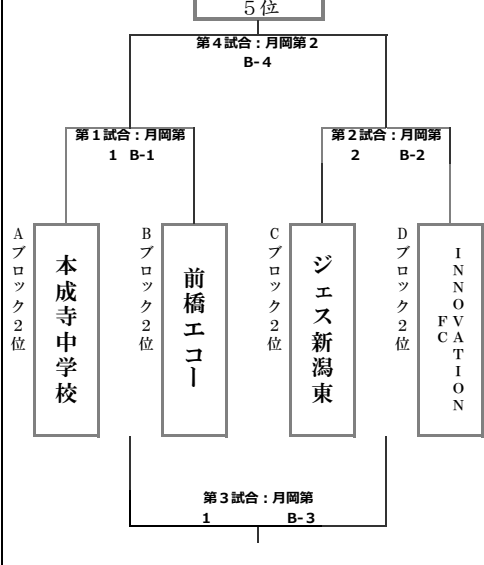 5位
第４試合：月岡第２
B-４
第１試合：月岡第
１ B-1
第２試合：月岡第
２ B-2
Aブロック２位
本成寺中学校
Bブロック２位
前橋エコー
Cブロック２位
ジェス新潟東
Dブロック２位
INNOVATION
FC
第３試合：月岡第
１ B-３